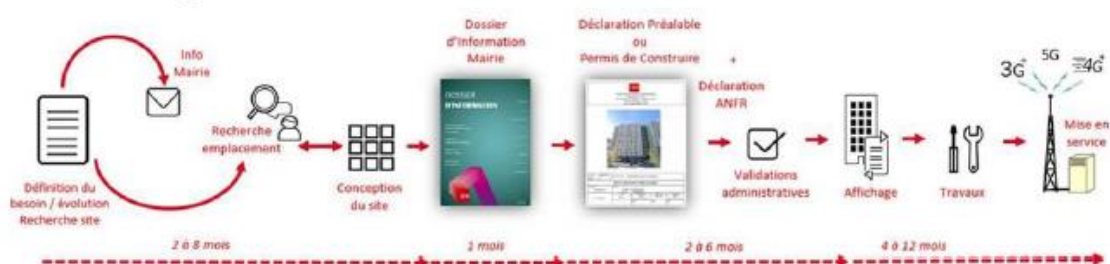 Info
Mairie
Définition du
besoin / évolution
Recherche site
Recherche
emplacement
Conception
du site
Dossier
d'Information
Mairie
DOSSIER
D'INFORMATION
Déclaration Préalable
ou
Permis de Construire
+
Déclaration
ANFR
Validations
administratives
Affichage
Travaux
3G+
5G
4G+
Mise en
service
2 à 8 mois
1 mois
2 à 6 mois
4 à 12 mois